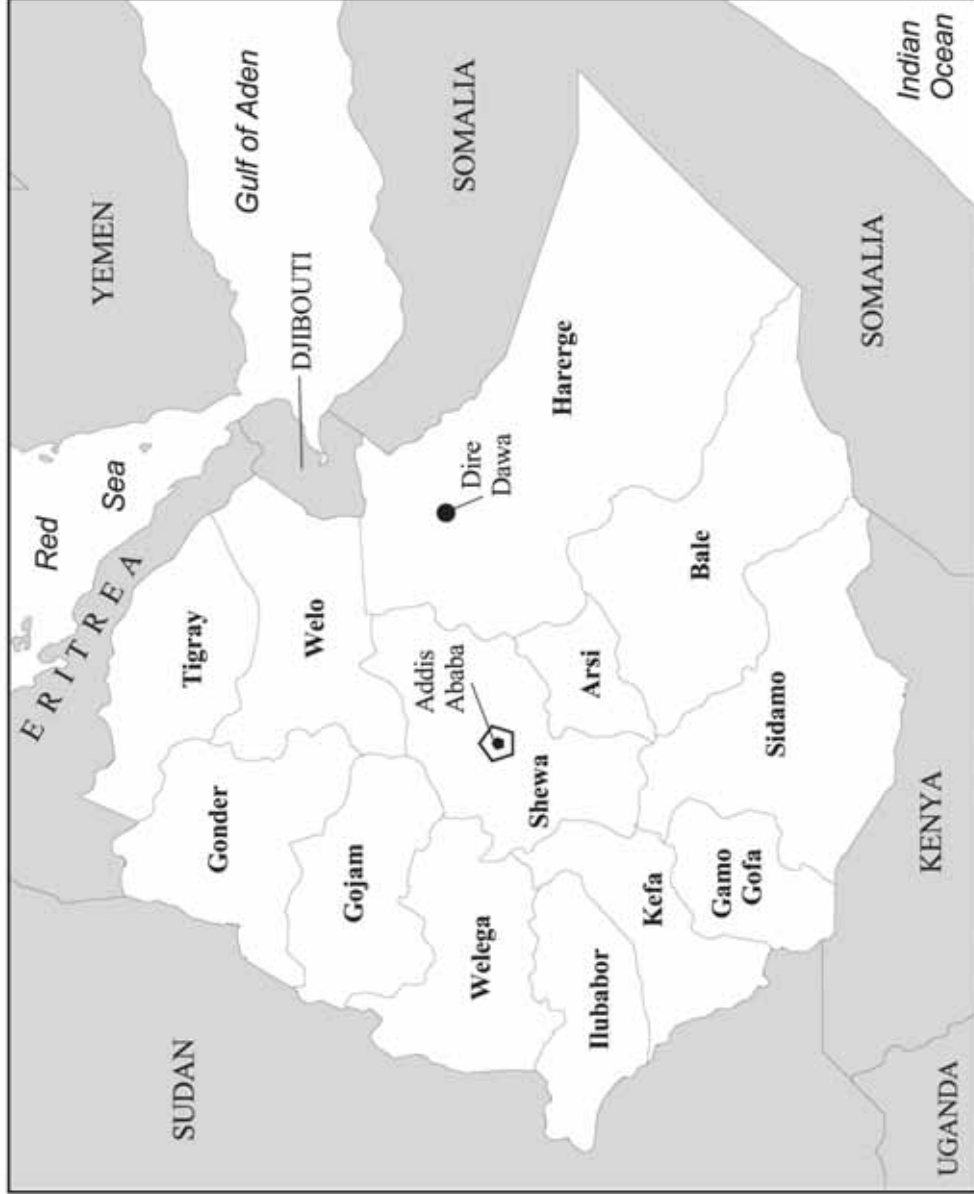 YEMEN
Red
Sea
Gulf of Aden
ERITREA
DJIBOUTI
SUDAN
SOMALIA
Tigray
Gonder
Welo
Gojam
Dire
Dawa
Addis
Ababa
Harerge
Welega
Shewa
Arsi
Ilubabor
Kefa
Bale
Gamo
Gofa
Sidamo
SOMALIA
Indian
Ocean
KENYA
UGANDA